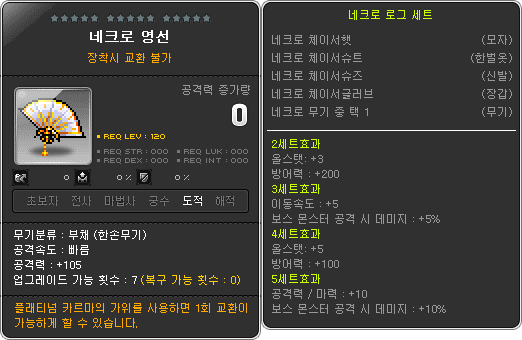 네크로 영선
장착시 교환 불가
공격력 증가량
0
REQ LEV : 120
REQ STR : 000
REQ LUK : 000
REQ DEX : 000
REQ INT : 000
0
0 %
0 %
초보자 전사 마법사 궁수 도적 해적
무기분류 : 부채 (한손무기)
공격속도 : 빠름
공격력 : +105
업그레이드 가능 횟수 : 7 (복구 가능 횟수 : 0)
플래티넘 카르마의 가위를 사용하면 1회 교환이
가능하게 할 수 있습니다.
네크로 로그 세트
네크로 체이서햇 (모자)
네크로 체이서슈트 (한벌옷)
네크로 체이서슈즈 (신발)
네크로 체이서글러브 (장갑)
네크로 무기 중 택 1 (무기)
2세트효과
올스탯: +3
방어력 : +200
3세트효과
이동속도 : +5
보스 몬스터 공격 시 데미지 : +5%
4세트효과
올스탯: +5
방어력 : +100
5세트효과
공격력 / 마력 : +10
보스 몬스터 공격 시 데미지 : +10%